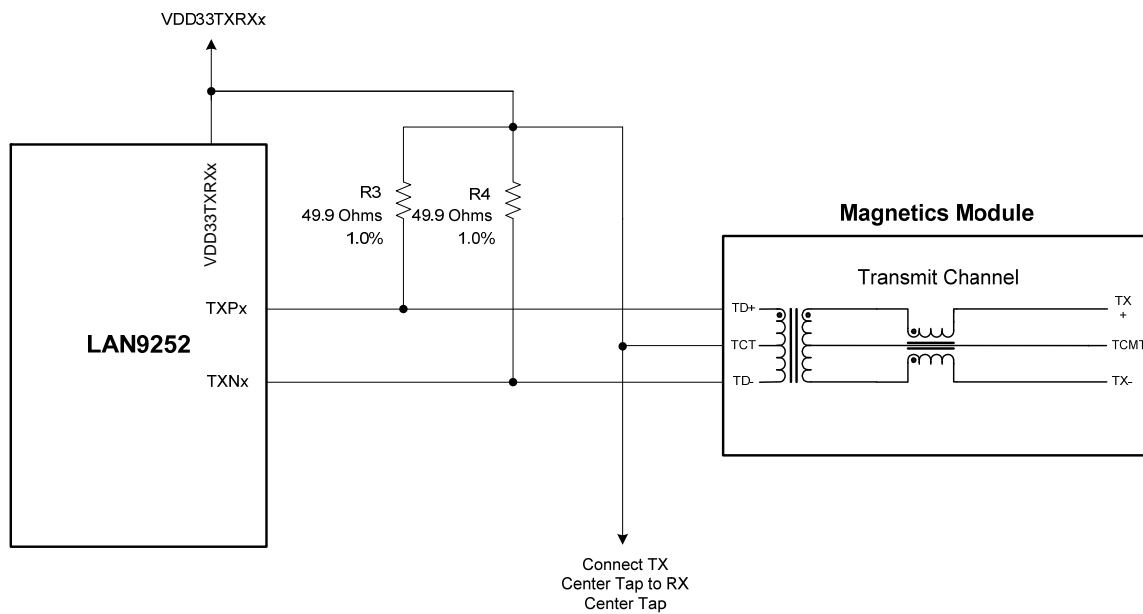 VDD33TXRXx
VDD33TXRXx
R3
49.9 Ohms
1.0%
R4
49.9 Ohms
1.0%
Magnetics Module
Transmit Channel
TXPx
LAN9252
TXNx
TD+
TCT
TD-
TX
+
TCMT
TX-
Connect TX
Center Tap to RX
Center Tap